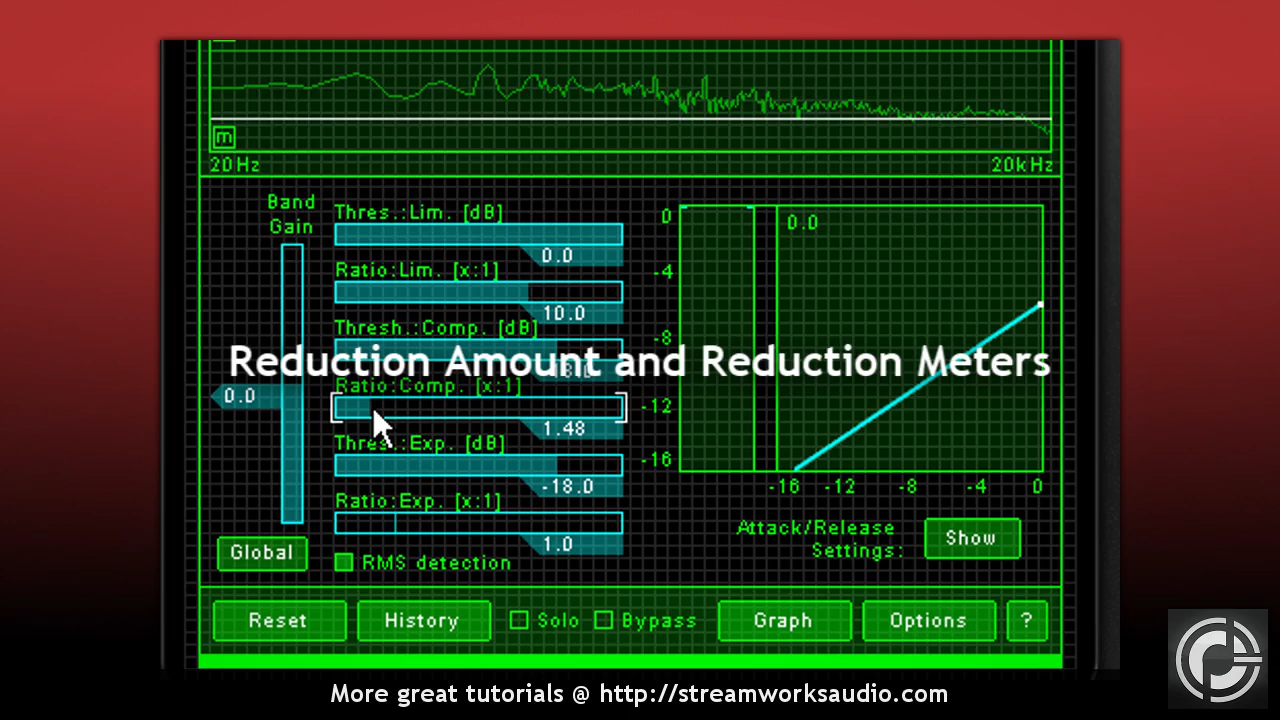 m
20Hz 20kHz
Band
Gain
0.0
Global
Thres.:Lim. [dB]
0.0
Ratio:Lim. [x:1]
10.0
Thresh.:Comp. [dB]
Reduction Amount and Reduction Meters
Ratio:Comp. [x:1]
1.48
Thres.:Exp. [dB]
-18.0
Ratio:Exp. [x:1]
1.0
RMS detection
0
-4
-8
-12
-16
0.0
-16 -12 -8 -4 0
Attack/Release
Settings:
Show
Reset History Solo Bypass Graph Options ?
More great tutorials @ http://streamworksaudio.com